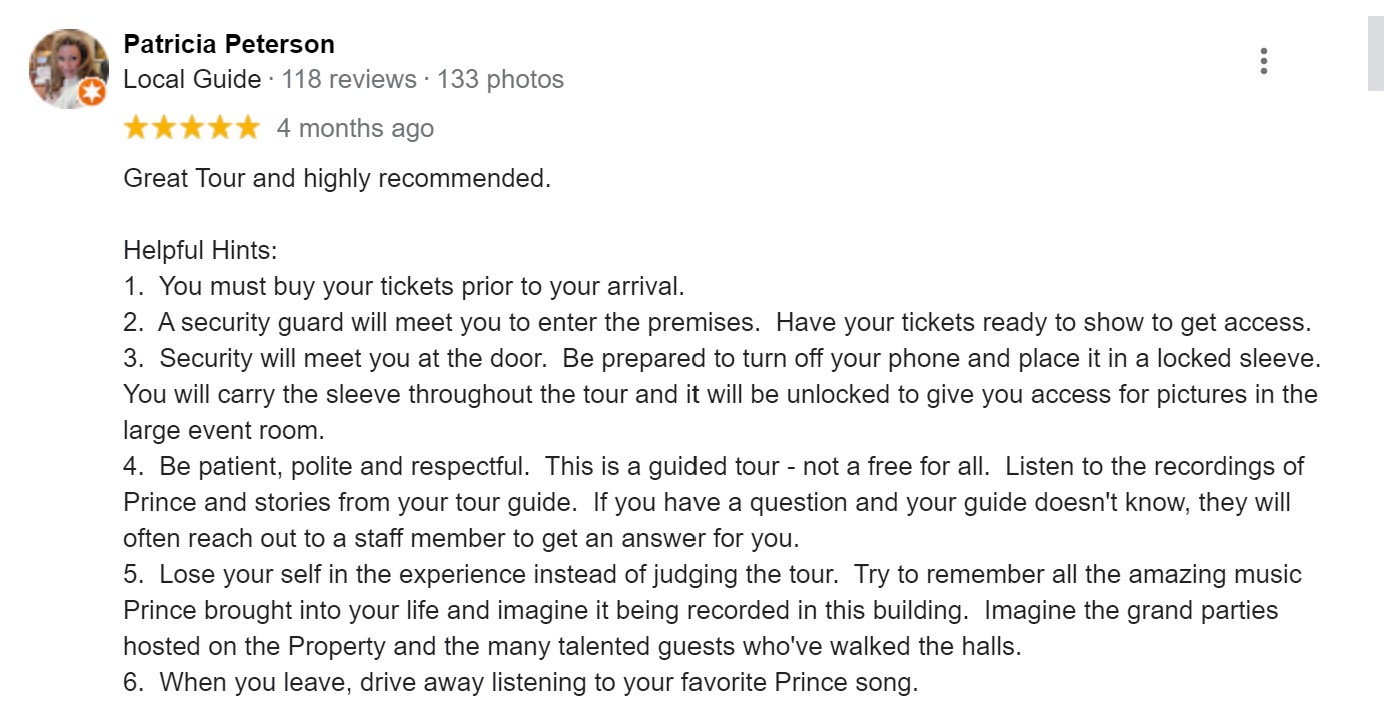 Patricia Peterson
Local Guide · 118 reviews · 133 photos
4 months ago
Great Tour and highly recommended.
Helpful Hints:
1.  You must buy your tickets prior to your arrival.
2.  A security guard will meet you to enter the premises.  Have your tickets ready to show to get access.
3.  Security will meet you at the door.  Be prepared to turn off your phone and place it in a locked sleeve.
You will carry the sleeve throughout the tour and it will be unlocked to give you access for pictures in the
large event room.
4.  Be patient, polite and respectful.  This is a guided tour - not a free for all.  Listen to the recordings of
Prince and stories from your tour guide.  If you have a question and your guide doesn't know, they will
often reach out to a staff member to get an answer for you.
5.  Lose your self in the experience instead of judging the tour.  Try to remember all the amazing music
Prince brought into your life and imagine it being recorded in this building.  Imagine the grand parties
hosted on the Property and the many talented guests who've walked the halls.
6.  When you leave, drive away listening to your favorite Prince song.